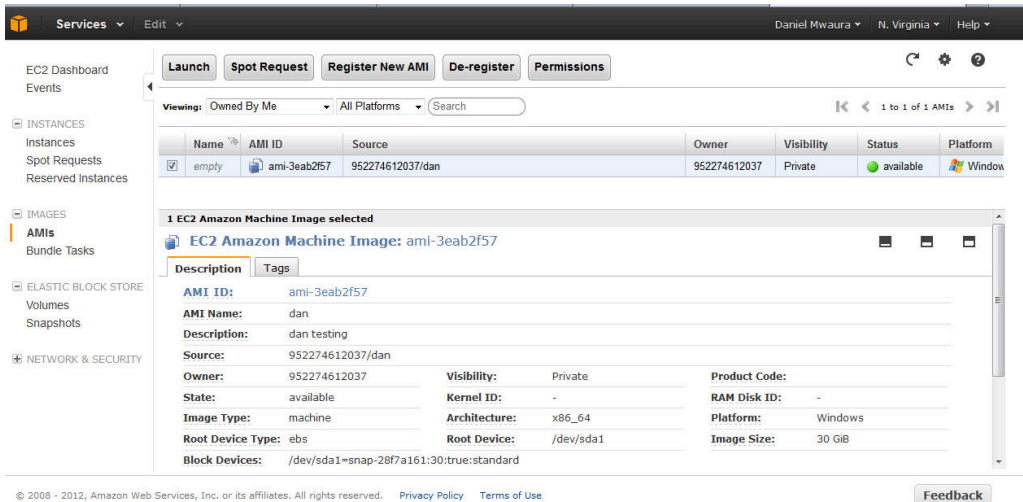 Services Edit Daniel Mwaura N. Virginia Help
EC2 Dashboard
Events
INSTANCES
Instances
Spot Requests
Reserved Instances
IMAGES
AMIs
Bundle Tasks
ELASTIC BLOCK STORE
Volumes
Snapshots
NETWORK & SECURITY
Launch Spot Request Register New AMI De-register Permissions
Viewing: Owned By Me All Platforms Search 1 to 1 of 1 AMIs
Name AMI ID Source Owner Visibility Status Platform
empty ami-3eab2f57 952274612037/dan 952274612037 Private available Window
1 EC2 Amazon Machine Image selected
EC2 Amazon Machine Image: ami-3eab2f57
Description Tags
AMI ID: ami-3eab2f57
AMI Name: dan
Description: dan testing
Source: 952274612037/dan
Owner: 952274612037 Visibility: Private Product Code:
State: available Kernel ID: - RAM Disk ID: -
Image Type: machine Architecture: x86_64 Platform: Windows
Root Device Type: ebs Root Device: /dev/sda1 Image Size: 30 GiB
Block Devices: /dev/sda1=snap-28f7a161:30:true:standard
© 2008 - 2012, Amazon Web Services, Inc. or its affiliates. All rights reserved. Privacy Policy Terms of Use Feedback